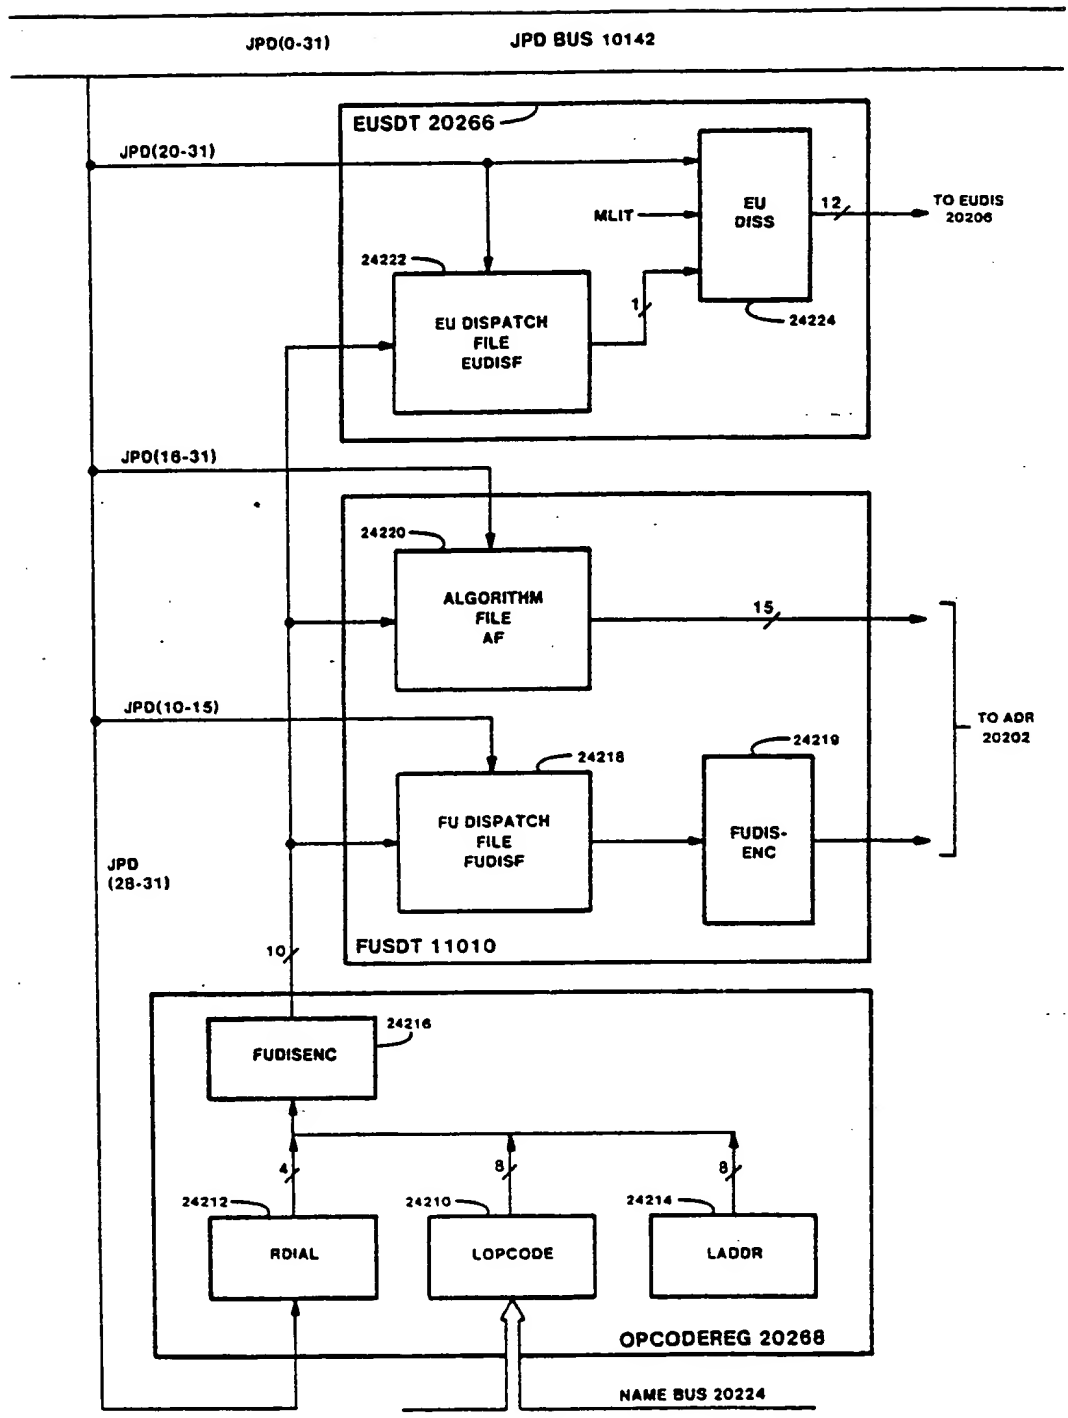 JPD(0-31)
JPD BUS 10142
EUSDT 20266
JPD(20-31)
EU
DISS
12
TO EUDIS
20206
MLIT
24222
1
24224
EU DISPATCH
FILE
EUDISF
JPD(16-31)
24220
ALGORITHM
FILE
AF
15
JPD(10-15)
TO ADR
20202
24218
24219
FU DISPATCH
FILE
FUDISF
FUDIS-
ENC
JPD
(28-31)
FUSDT 11010
10
24216
FUDISENC
4
8
8
24212
24210
24214
RDIAL
LOPCODE
LADDR
OPCODEREG 20268
NAME BUS 20224